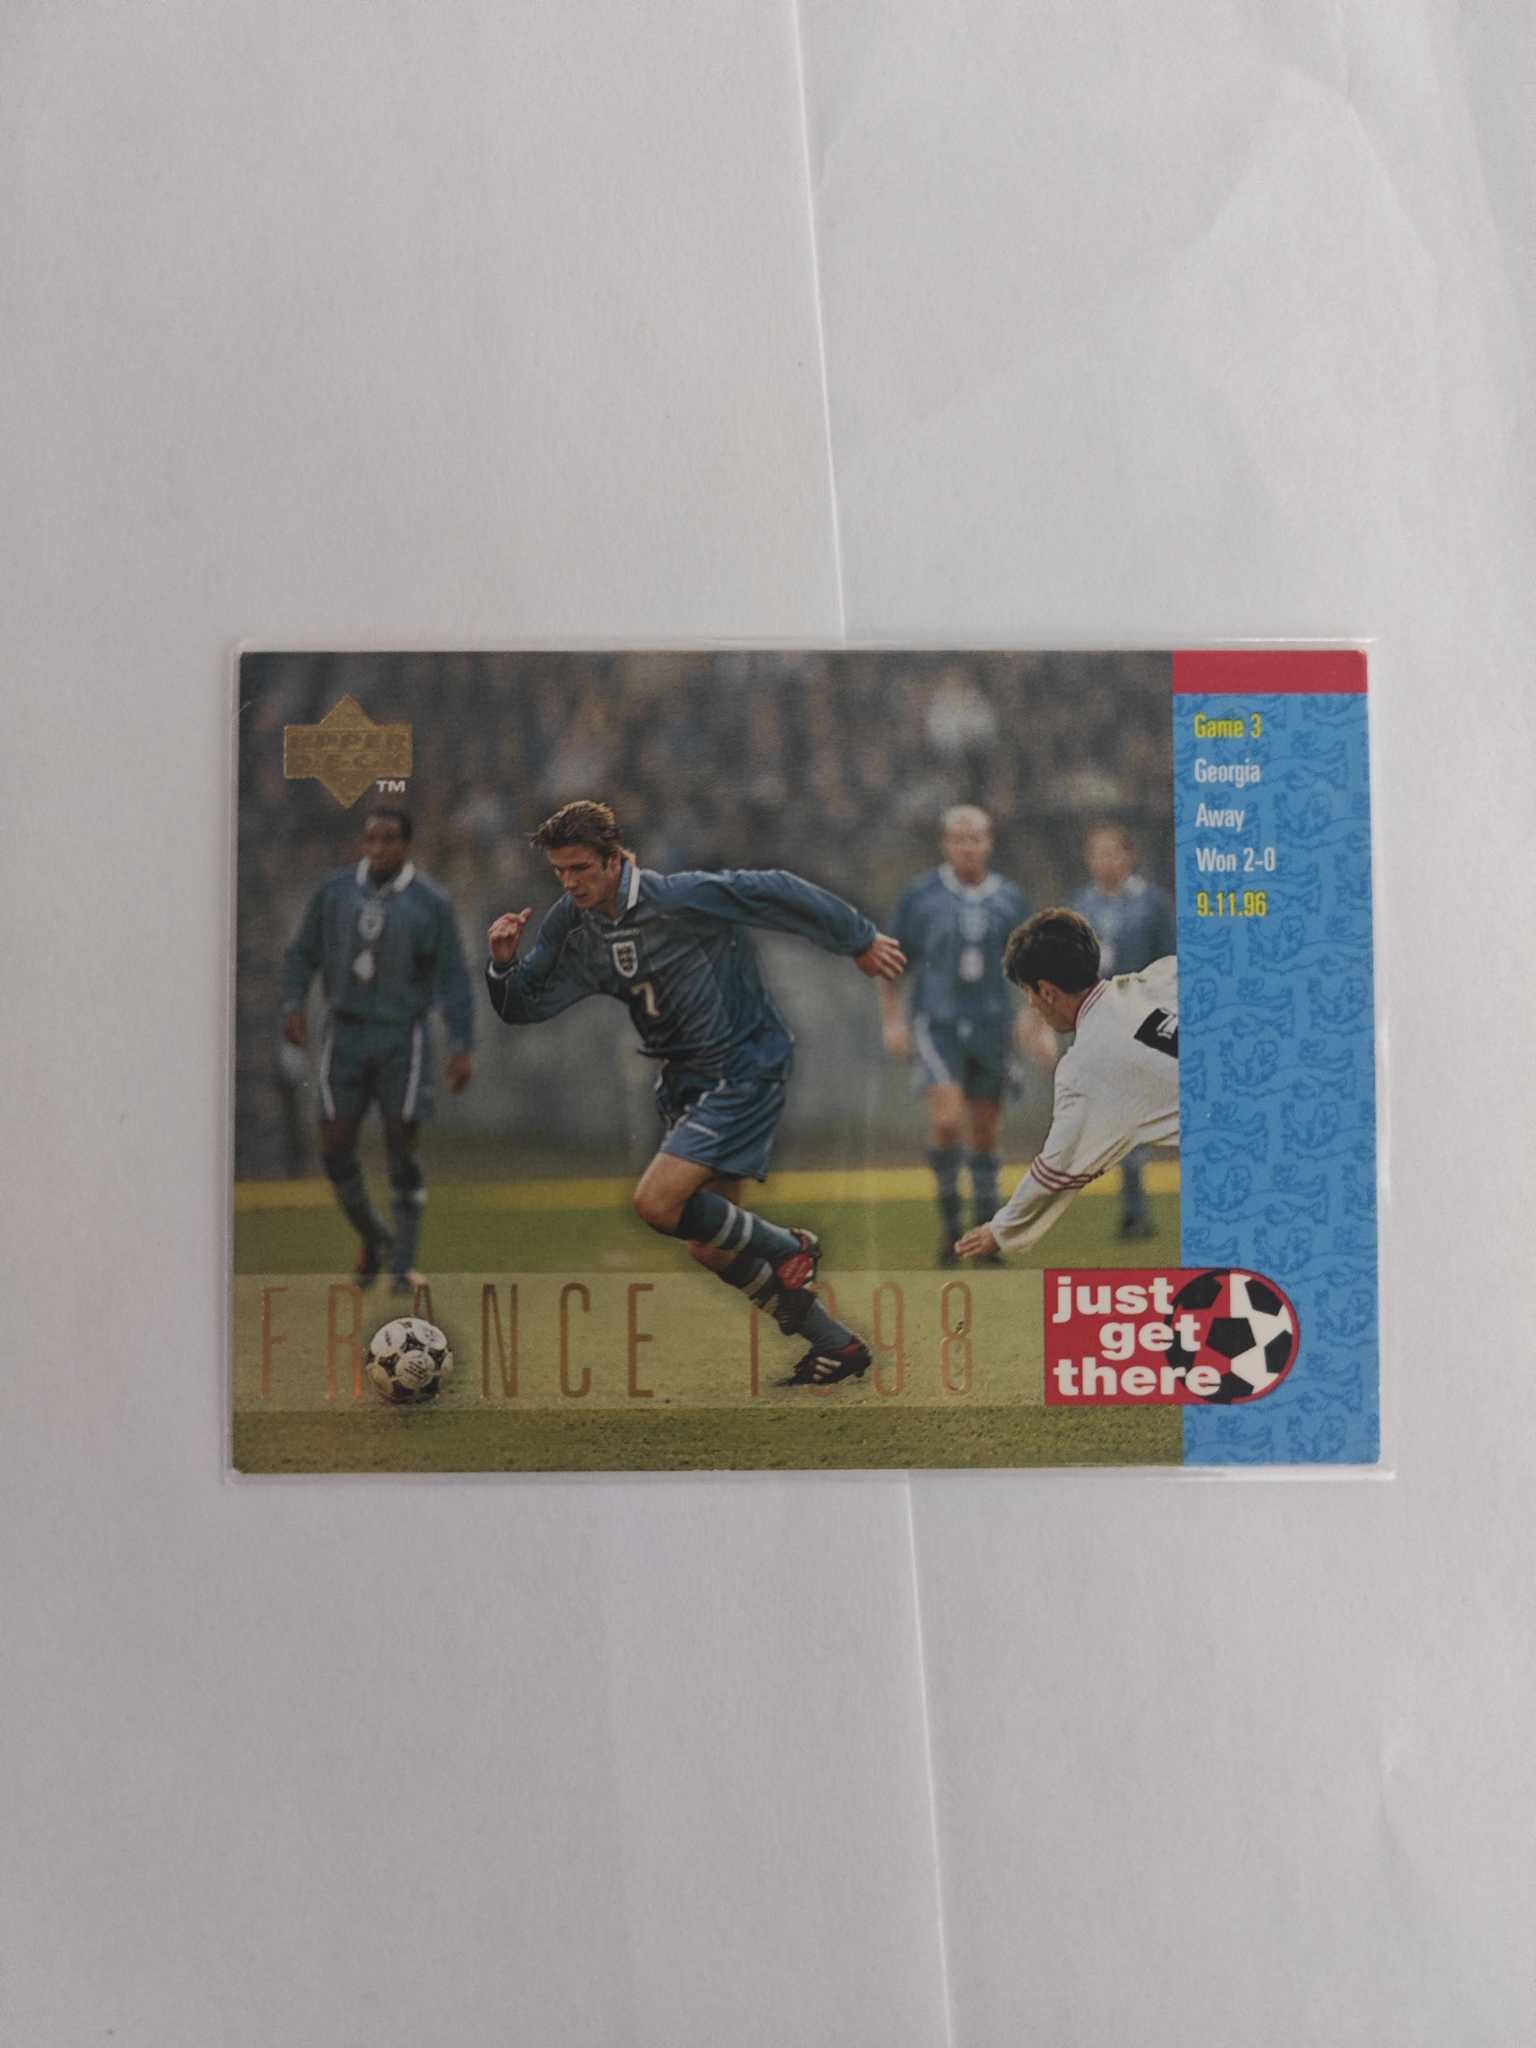 UPPER
DECK
TM
Game 3
Georgia
Away
Won 2-0
9.11.96
7
FRANCE 1998
just
get
there